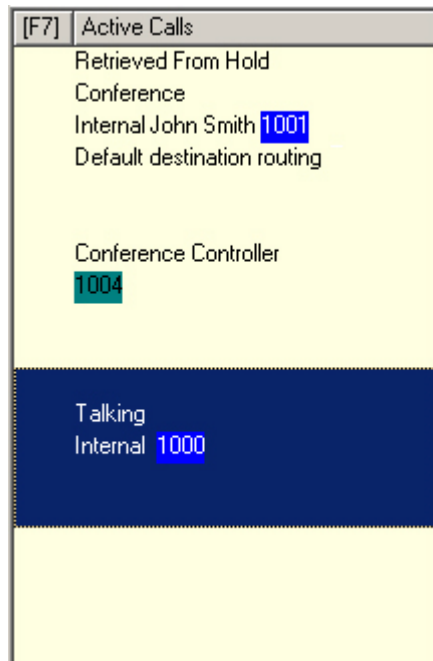 [F7] Active Calls
Retrieved From Hold
Conference
Internal John Smith 1001
Default destination routing
Conference Controller
1004
Talking
Internal 1000